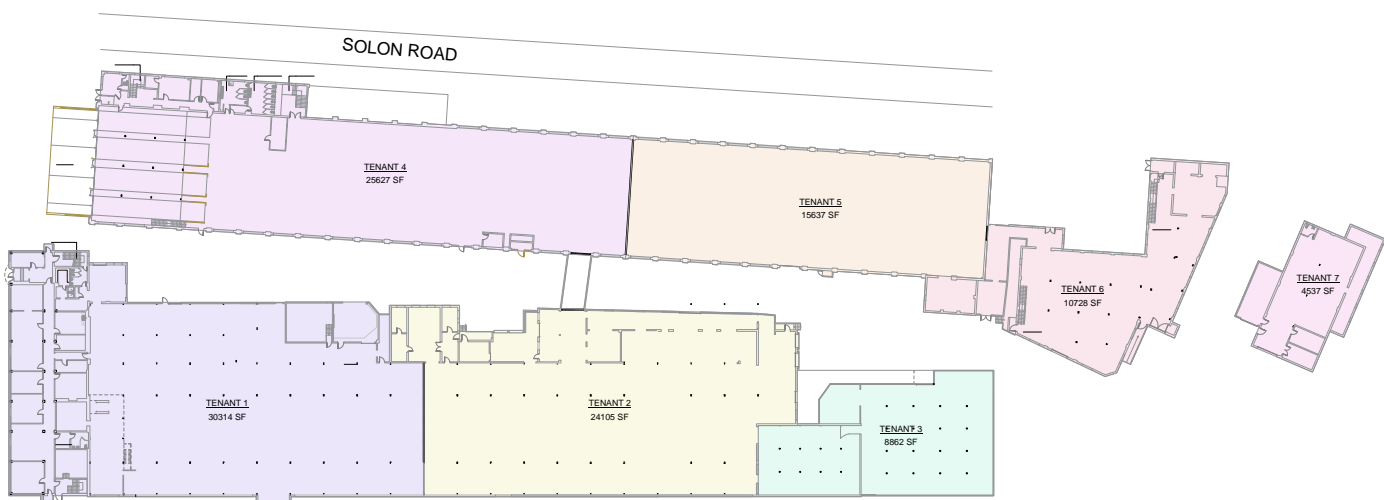 SOLON ROAD
TENANT 4
25627 SF
TENANT 5
15637 SF
TENANT 7
4537 SF
TENANT 6
10728 SF
TENANT 1
30314 SF
TENANT 2
24105 SF
TENANT 3
8862 SF